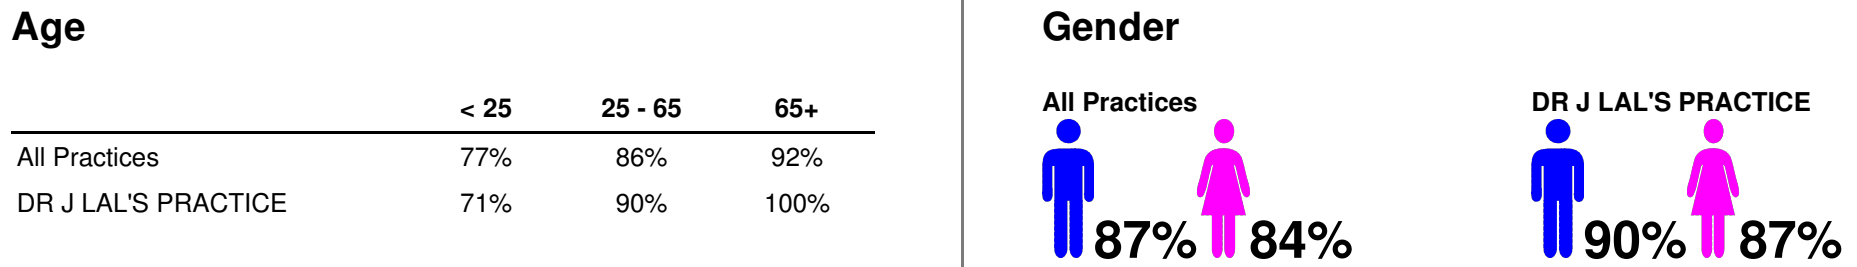 Age
< 25 25 - 65 65+
All Practices 77% 86% 92%
DR J LAL'S PRACTICE 71% 90% 100%
Gender
All Practices DR J LAL'S PRACTICE
87% 84% 90% 87%